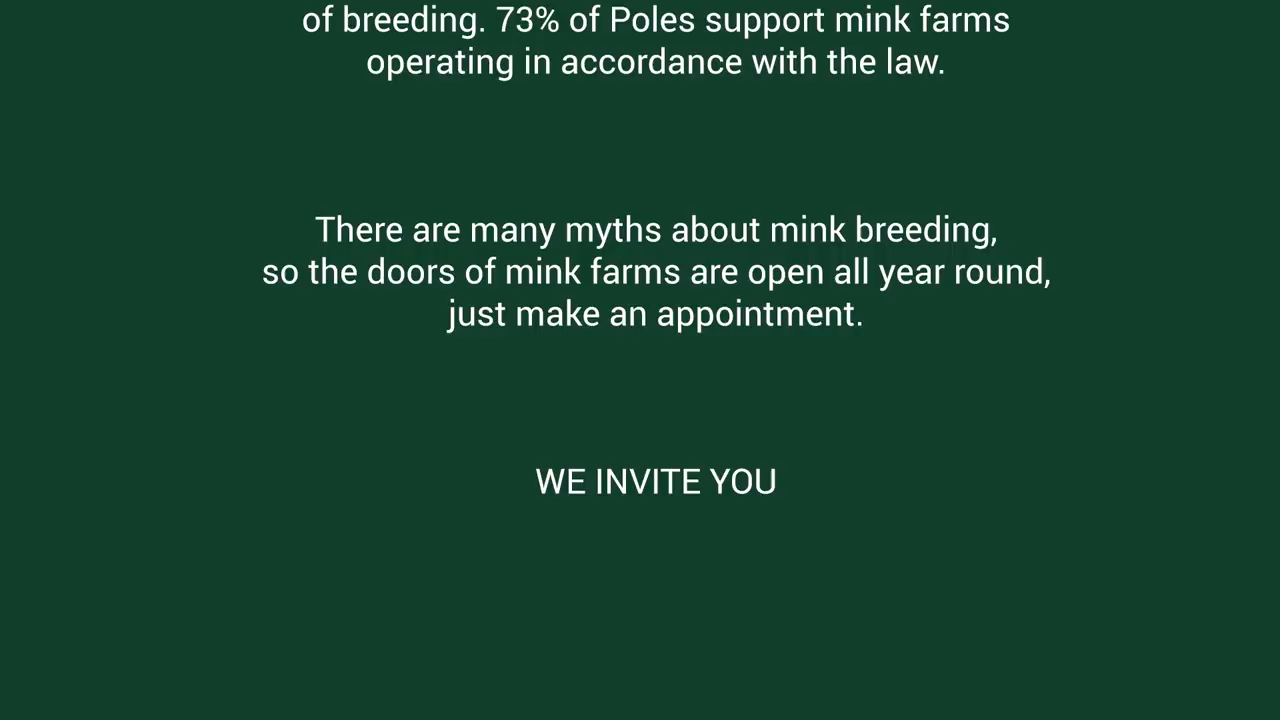 of breeding. 73% of Poles support mink farms
operating in accordance with the law.
There are many myths about mink breeding,
so the doors of mink farms are open all year round,
just make an appointment.
WE INVITE YOU